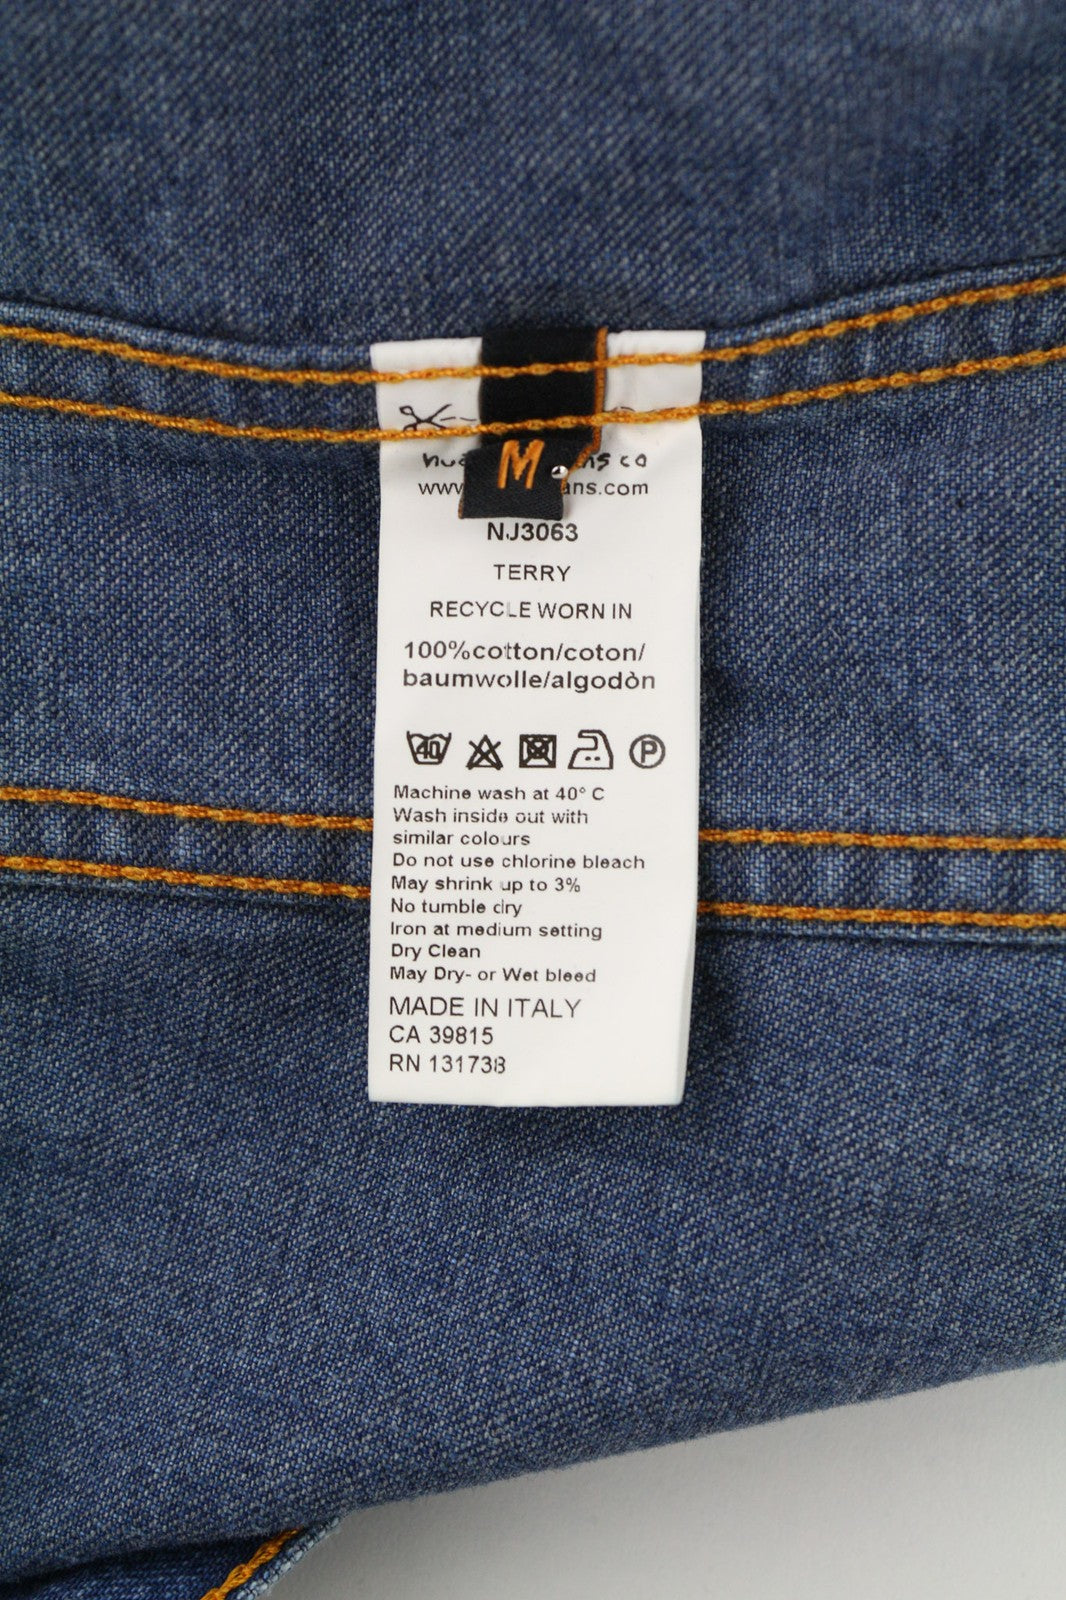 M
co
NJ3063
TERRY
RECYCLE WORN IN
100%cotton/coton/
baumwolle/algodòn
40 P
Machine wash at 40° C
Wash inside out with
similar colours
Do not use chlorine bleach
May shrink up to 3%
No tumble dry
Iron at medium setting
Dry Clean
May Dry- or Wet bleed
MADE IN ITALY
CA 39815
RN 131738